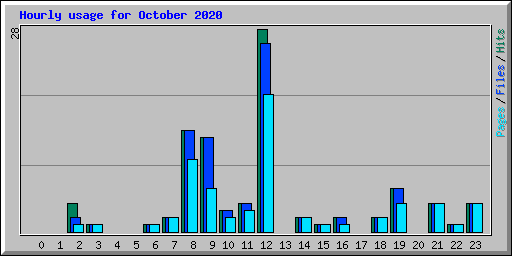 Hourly usage for October 2020
28
Pages/Files/Hits
0 1 2 3 4 5 6 7 8 9 10 11 12 13 14 15 16 17 18 19 20 21 22 23